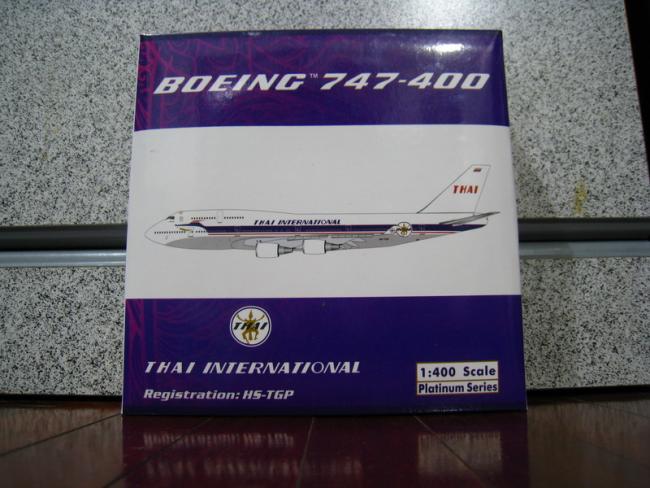 BOEING™ 747-400
THAI
THAI INTERNATIONAL
THAI
THAI INTERNATIONAL
Registration: HS-TGP
1:400 Scale
Platinum Series